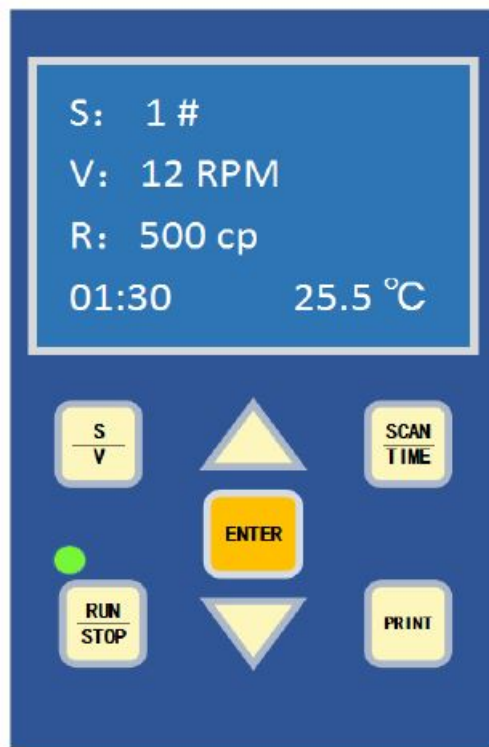 S： 1 #
V： 12 RPM
R： 500 cp
01:30 25.5 ℃
S
V
SCAN
TIME
ENTER
RUN
STOP
PRINT